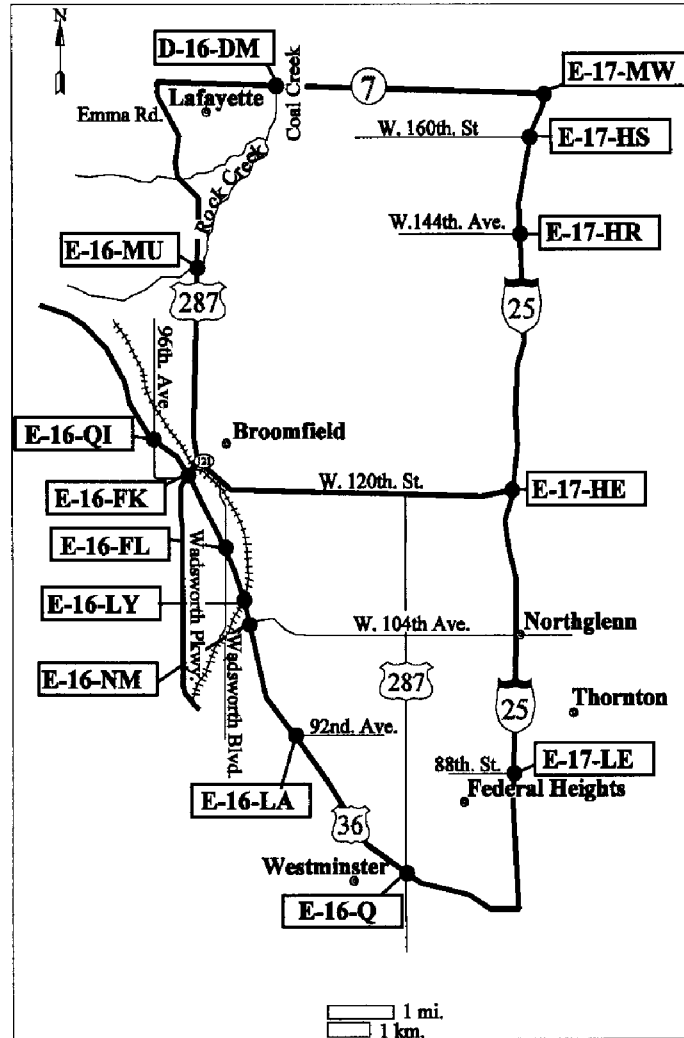 N
D-16-DM
Coal Creek
7
E-17-MW
Lafayette
Emma Rd.
W. 160th. St
E-17-HS
Rock Creek
W.144th. Ave.
E-17-HR
E-16-MU
287
25
96th. Ave
E-16-QI
Broomfield
121
W. 120th. St.
E-17-HE
E-16-FK
E-16-FL
Wadsworth Pkwy.
E-16-LY
W. 104th Ave.
Northglenn
E-16-NM
Wadsworth Blvd.
287
25
Thornton
92nd. Ave.
88th. St.
E-17-LE
E-16-LA
Federal Heights
36
Westminster
E-16-Q
1 mi.
1 km.